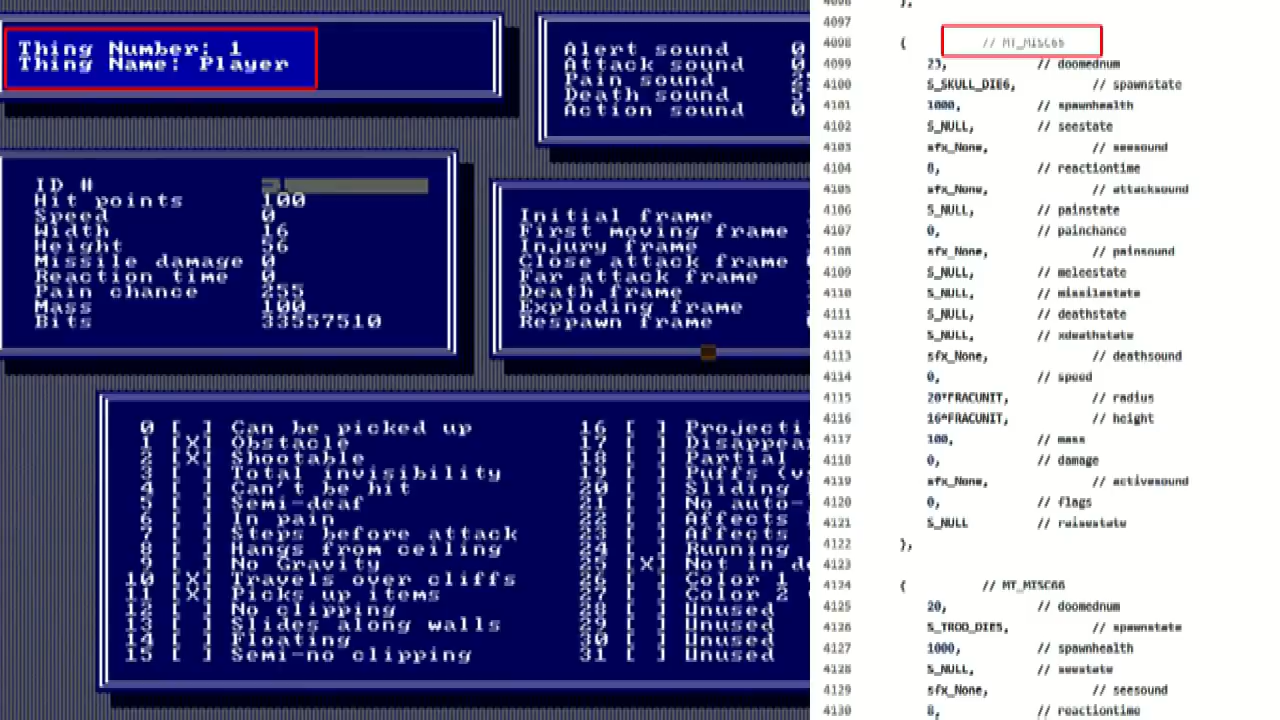 Thing Number: 1
Thing Name: Player
Alert sound 0
Attack sound 0
Pain sound
Death sound
Action sound 0
ID # -1
Hit points 100
Speed 0
Width 16
Height 56
Missile damage 0
Reaction time 0
Pain chance 255
Mass 100
Bits 33557510
Initial frame
First moving frame
Injury frame
Close attack frame
Far attack frame
Death frame
Exploding frame
Respawn frame
0 [ ] Can be picked up
1 [X] Obstacle
2 [X] Shootable
3 [ ] Total invisibility
4 [ ] Can't be hit
5 [ ] Semi-deaf
6 [ ] In pain
7 [ ] Steps before attack
8 [ ] Hangs from ceiling
9 [ ] No Gravity
10 [X] Travels over cliffs
11 [X] Picks up items
12 [ ] No clipping
13 [ ] Slides along walls
14 [ ] Floating
15 [ ] Semi-no clipping
16 [ ] Projecti
17 [ ] Disappea
18 [ ] Partial
19 [ ] Puffs (v
20 [ ] Sliding
21 [ ] No auto-
22 [ ] Affects
23 [ ] Affects
24 [ ] Running
25 [X] Not in de
26 [ ] Color 1
27 [ ] Color 2
28 [ ] Unused
29 [ ] Unused
30 [ ] Unused
31 [ ] Unused
4096 },
4097
4098 { // MT_MISC65
4099 23, // doomednum
4100 S_SKULL_DIE6, // spawnstate
4101 1000, // spawnhealth
4102 S_NULL, // seestate
4103 sfx_None, // seesound
4104 8, // reactiontime
4105 sfx_None, // attacksound
4106 S_NULL, // painstate
4107 0, // painchance
4108 sfx_None, // painsound
4109 S_NULL, // meleestate
4110 S_NULL, // missilestate
4111 S_NULL, // deathstate
4112 S_NULL, // xdeathstate
4113 sfx_None, // deathsound
4114 0, // speed
4115 20*FRACUNIT, // radius
4116 16*FRACUNIT, // height
4117 100, // mass
4118 0, // damage
4119 sfx_None, // activesound
4120 0, // flags
4121 S_NULL // raisestate
4122 },
4123
4124 { // MT_MISC66
4125 20, // doomednum
4126 S_TROO_DIE5, // spawnstate
4127 1000, // spawnhealth
4128 S_NULL, // seestate
4129 sfx_None, // seesound
4130 8, // reactiontime